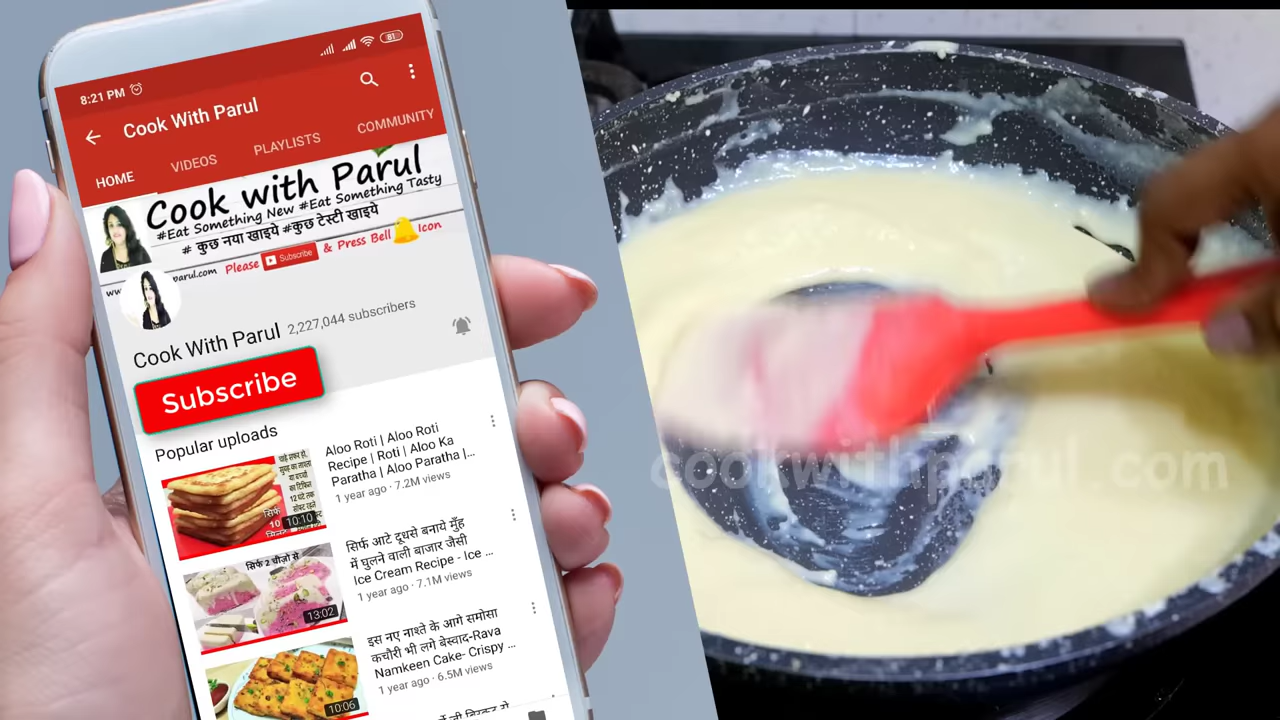 8:21 PM
81
Cook With Parul
HOME
VIDEOS
PLAYLISTS
COMMUNITY
Cook with Parul
#Eat Something New #Eat Something Tasty
# कुछ नया खाइये #कुछ टेस्टी खाइये
Please Subscribe & Press Bell Icon
parul.com
Cook With Parul 2,227,044 subscribers
Subscribe
Popular uploads
Aloo Roti | Aloo Roti
Recipe | Roti | Aloo Ka
Paratha | Aloo Paratha |...
1 year ago · 7.2M views
सिर्फ
10
10:10
सिर्फ आटे दूधसे बनाये मुँह
में घुलने वाली बाजार जैसी
Ice Cream Recipe - Ice ...
1 year ago · 7.1M views
सिर्फ 2 चीज़ो से
13:02
इस नए नाश्ते के आगे समोसा
कचौरी भी लगे बेस्वाद-Rava
Namkeen Cake- Crispy ...
1 year ago · 6.5M views
10:06
cookwithparul.com